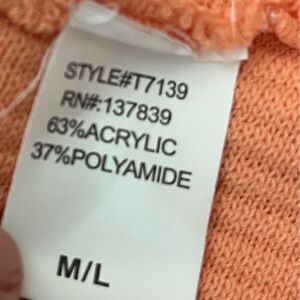 STYLE#T7139
RN#:137839
63%ACRYLIC
37%POLYAMIDE
M/L